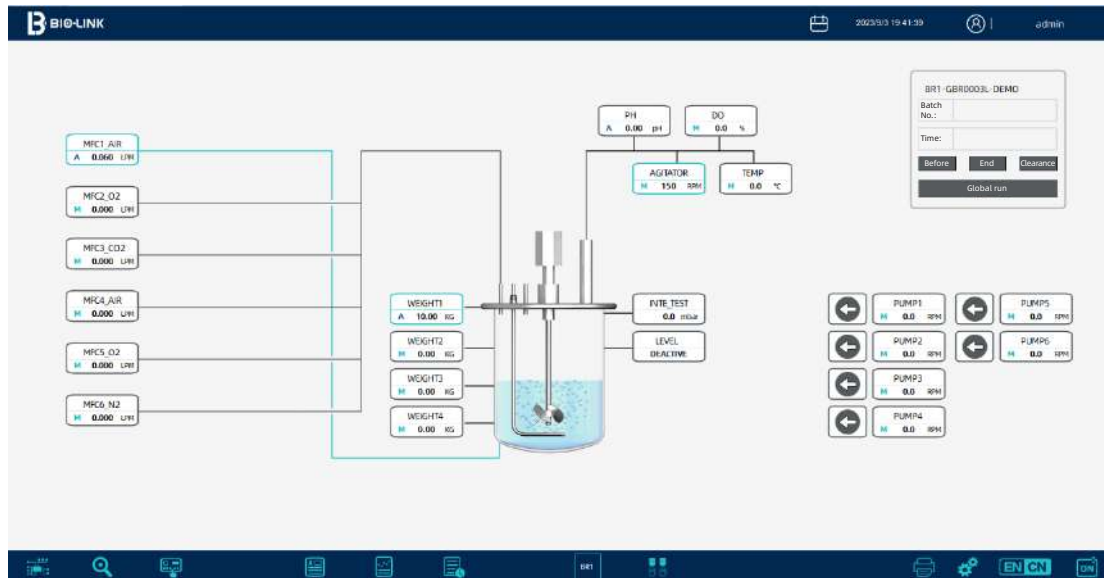 BIO-LINK
2023/9/3 19:41:39
admin
BR1-GBR0003L-DEMO
Batch No.:
Time:
Before End Clearance
Global run
PH
A 0.00 pH
DO
M 0.0 %
AGITATOR
M 150 RPM
TEMP
M 0.0 °C
MFC1_AIR
A 0.060 LPM
MFC2_O2
M 0.000 LPM
MFC3_CO2
M 0.000 LPM
MFC4_AIR
M 0.000 LPM
MFC5_O2
M 0.000 LPM
MFC6_N2
M 0.000 LPM
WEIGHT1
A 10.00 KG
WEIGHT2
M 0.00 KG
WEIGHT3
M 0.00 KG
WEIGHT4
M 0.00 KG
INTE_TEST
0.0 mbar
LEVEL
DEACTIVE
PUMP1
M 0.0 RPM
PUMP5
M 0.0 RPM
PUMP2
M 0.0 RPM
PUMP6
M 0.0 RPM
PUMP3
M 0.0 RPM
PUMP4
M 0.0 RPM
BR1
EN CN
ON